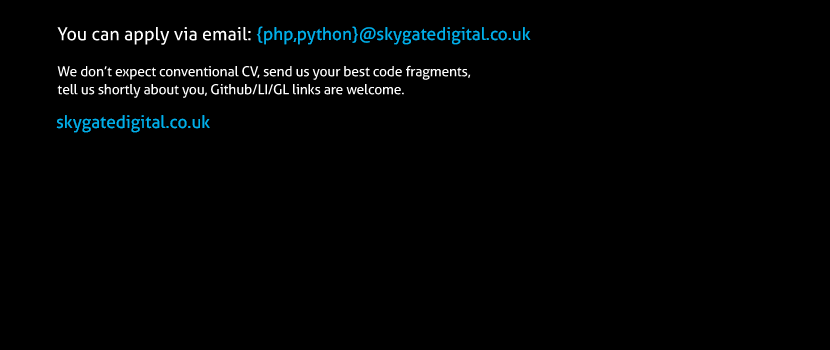 You can apply via email: {php,python}@skygatedigital.co.uk
We don't expect conventional CV, send us your best code fragments,
tell us shortly about you, Github/LI/GL links are welcome.
skygatedigital.co.uk